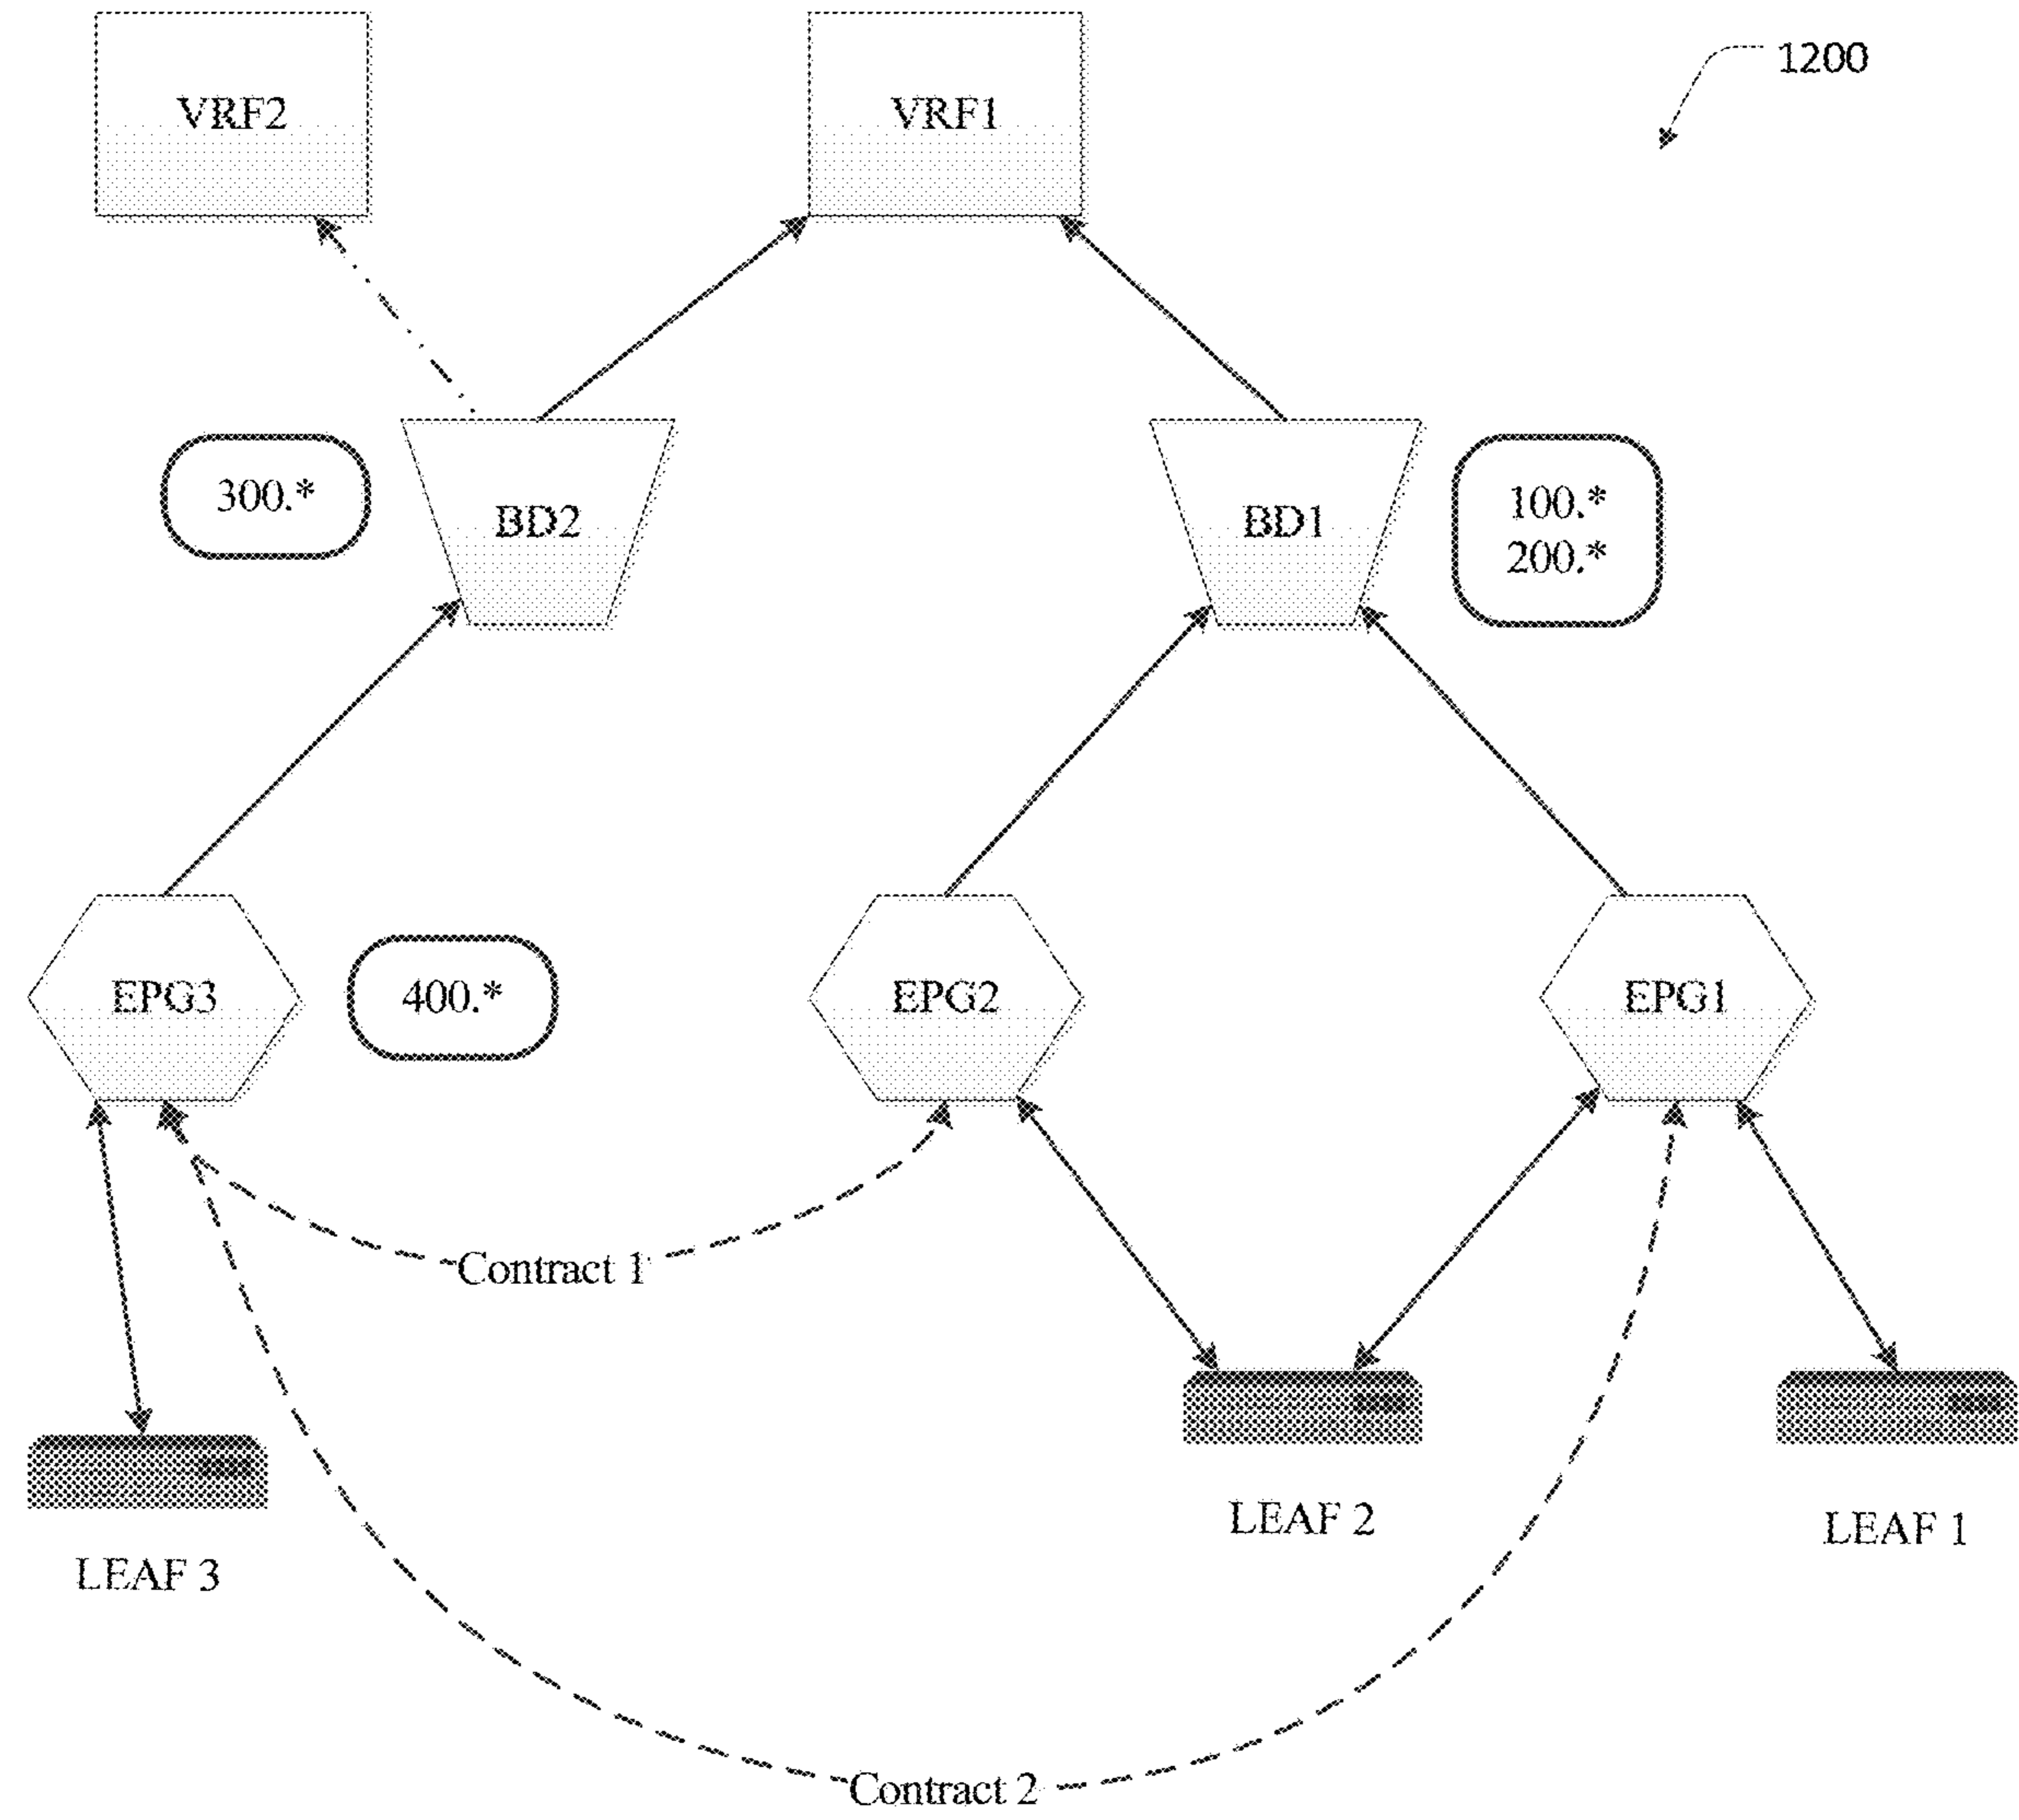 1200
VRF2
VRF1
300.*
BD2
BD1
100.*
200.*
EPG3
400.*
EPG2
EPG1
Contract 1
LEAF 3
LEAF 2
LEAF 1
Contract 2